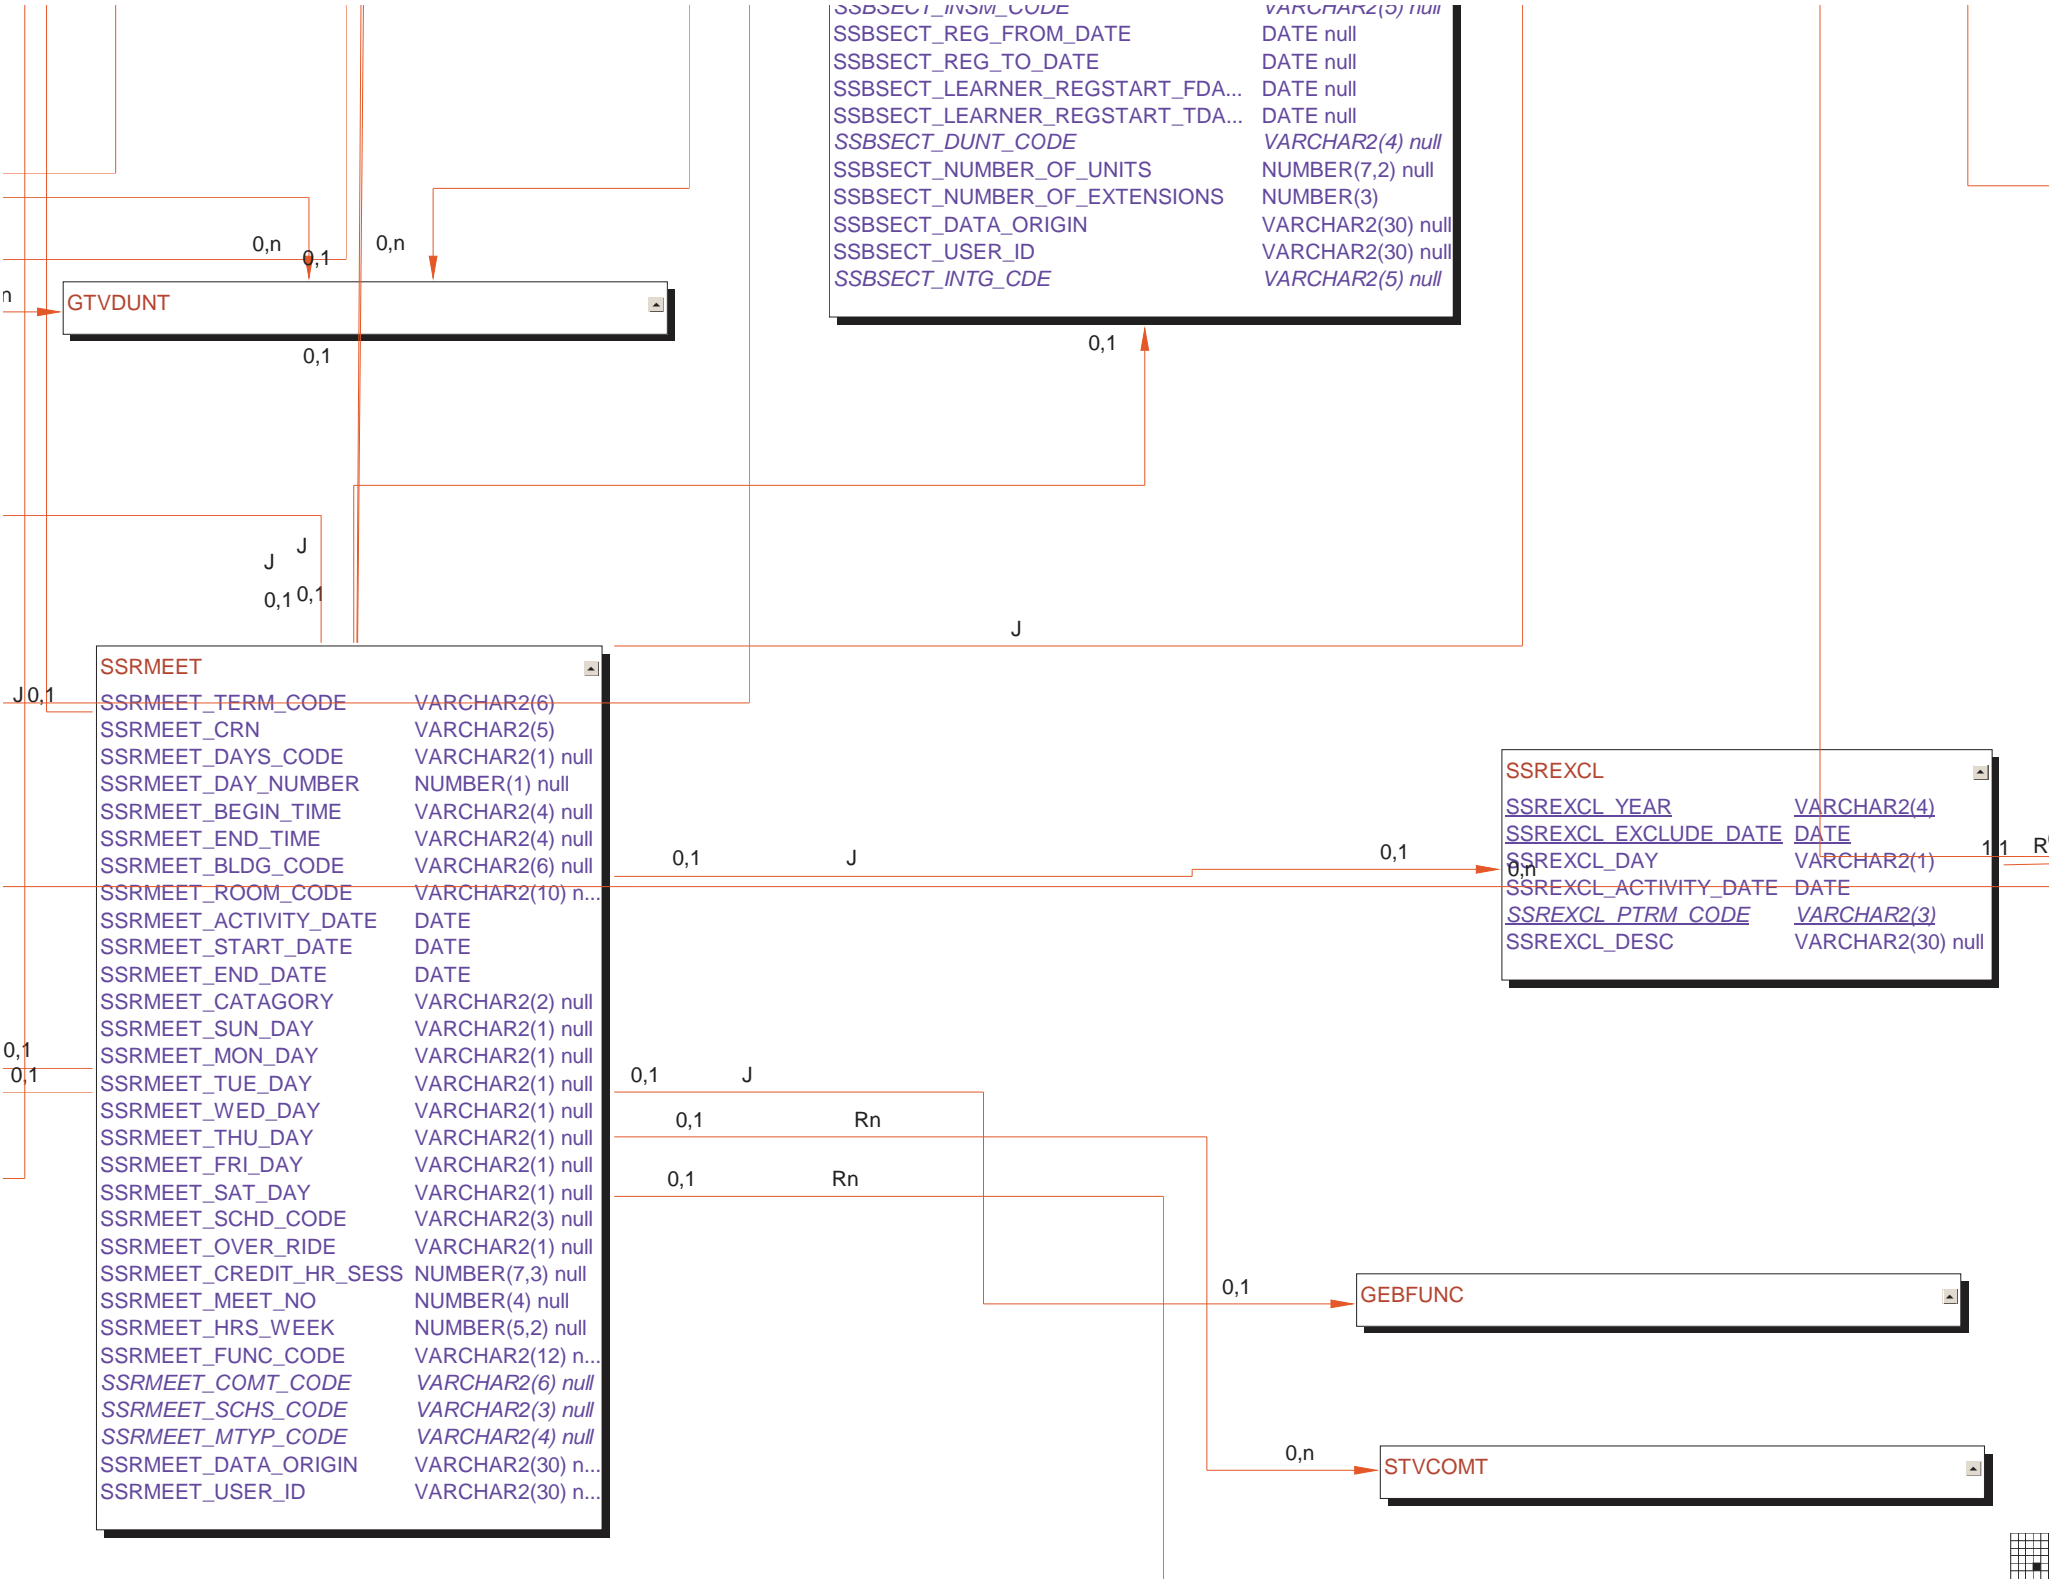 SSBSECT_INSM_CODE VARCHAR2(5) null
SSBSECT_REG_FROM_DATE DATE null
SSBSECT_REG_TO_DATE DATE null
SSBSECT_LEARNER_REGSTART_FDA... DATE null
SSBSECT_LEARNER_REGSTART_TDA... DATE null
SSBSECT_DUNT_CODE VARCHAR2(4) null
SSBSECT_NUMBER_OF_UNITS NUMBER(7,2) null
SSBSECT_NUMBER_OF_EXTENSIONS NUMBER(3)
SSBSECT_DATA_ORIGIN VARCHAR2(30) null
SSBSECT_USER_ID VARCHAR2(30) null
SSBSECT_INTG_CDE VARCHAR2(5) null
0,n
0,1
0,n
n
GTVDUNT
0,1
0,1
J
J
0,1
0,1
J
J
0,1
SSRMEET
SSRMEET_TERM_CODE VARCHAR2(6)
SSRMEET_CRN VARCHAR2(5)
SSRMEET_DAYS_CODE VARCHAR2(1) null
SSRMEET_DAY_NUMBER NUMBER(1) null
SSRMEET_BEGIN_TIME VARCHAR2(4) null
SSRMEET_END_TIME VARCHAR2(4) null
SSRMEET_BLDG_CODE VARCHAR2(6) null
SSRMEET_ROOM_CODE VARCHAR2(10) n...
SSRMEET_ACTIVITY_DATE DATE
SSRMEET_START_DATE DATE
SSRMEET_END_DATE DATE
SSRMEET_CATAGORY VARCHAR2(2) null
SSRMEET_SUN_DAY VARCHAR2(1) null
SSRMEET_MON_DAY VARCHAR2(1) null
SSRMEET_TUE_DAY VARCHAR2(1) null
SSRMEET_WED_DAY VARCHAR2(1) null
SSRMEET_THU_DAY VARCHAR2(1) null
SSRMEET_FRI_DAY VARCHAR2(1) null
SSRMEET_SAT_DAY VARCHAR2(1) null
SSRMEET_SCHD_CODE VARCHAR2(3) null
SSRMEET_OVER_RIDE VARCHAR2(1) null
SSRMEET_CREDIT_HR_SESS NUMBER(7,3) null
SSRMEET_MEET_NO NUMBER(4) null
SSRMEET_HRS_WEEK NUMBER(5,2) null
SSRMEET_FUNC_CODE VARCHAR2(12) n...
SSRMEET_COMT_CODE VARCHAR2(6) null
SSRMEET_SCHS_CODE VARCHAR2(3) null
SSRMEET_MTYP_CODE VARCHAR2(4) null
SSRMEET_DATA_ORIGIN VARCHAR2(30) n...
SSRMEET_USER_ID VARCHAR2(30) n...
0,1
0,1
0,1 J 0,1
0,n
SSREXCL
SSREXCL_YEAR VARCHAR2(4)
SSREXCL_EXCLUDE_DATE DATE
SSREXCL_DAY VARCHAR2(1)
SSREXCL_ACTIVITY_DATE DATE
SSREXCL_PTRM_CODE VARCHAR2(3)
SSREXCL_DESC VARCHAR2(30) null
0,1 J
0,1 Rn
0,1 Rn
0,1
GEBFUNC
0,n
STVCOMT